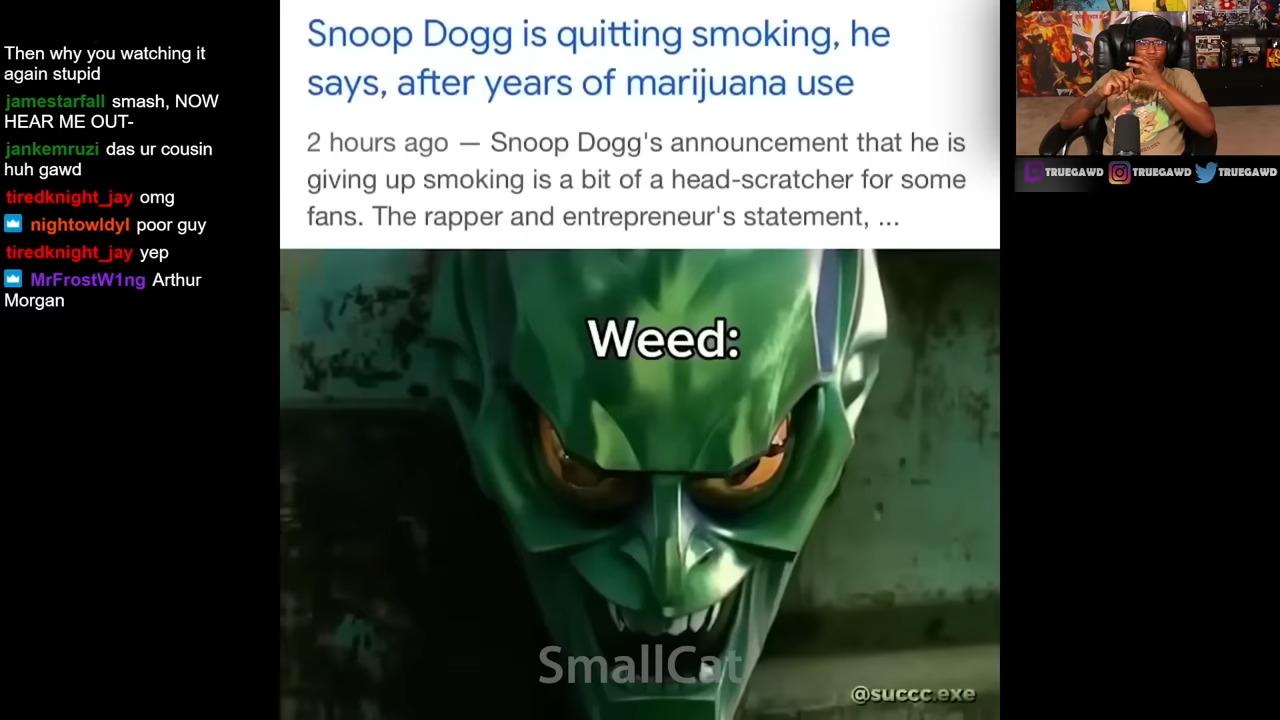 Then why you watching it
again stupid
jamestarfall smash, NOW
HEAR ME OUT-
jankemruzi das ur cousin
huh gawd
tiredknight_jay omg
nightowldyl poor guy
tiredknight_jay yep
MrFrostW1ng Arthur
Morgan
Snoop Dogg is quitting smoking, he
says, after years of marijuana use
2 hours ago — Snoop Dogg's announcement that he is
giving up smoking is a bit of a head-scratcher for some
fans. The rapper and entrepreneur's statement, ...
Weed:
SmallCat
@succc.exe
TRUEGAWD TRUEGAWD TRUEGAWD